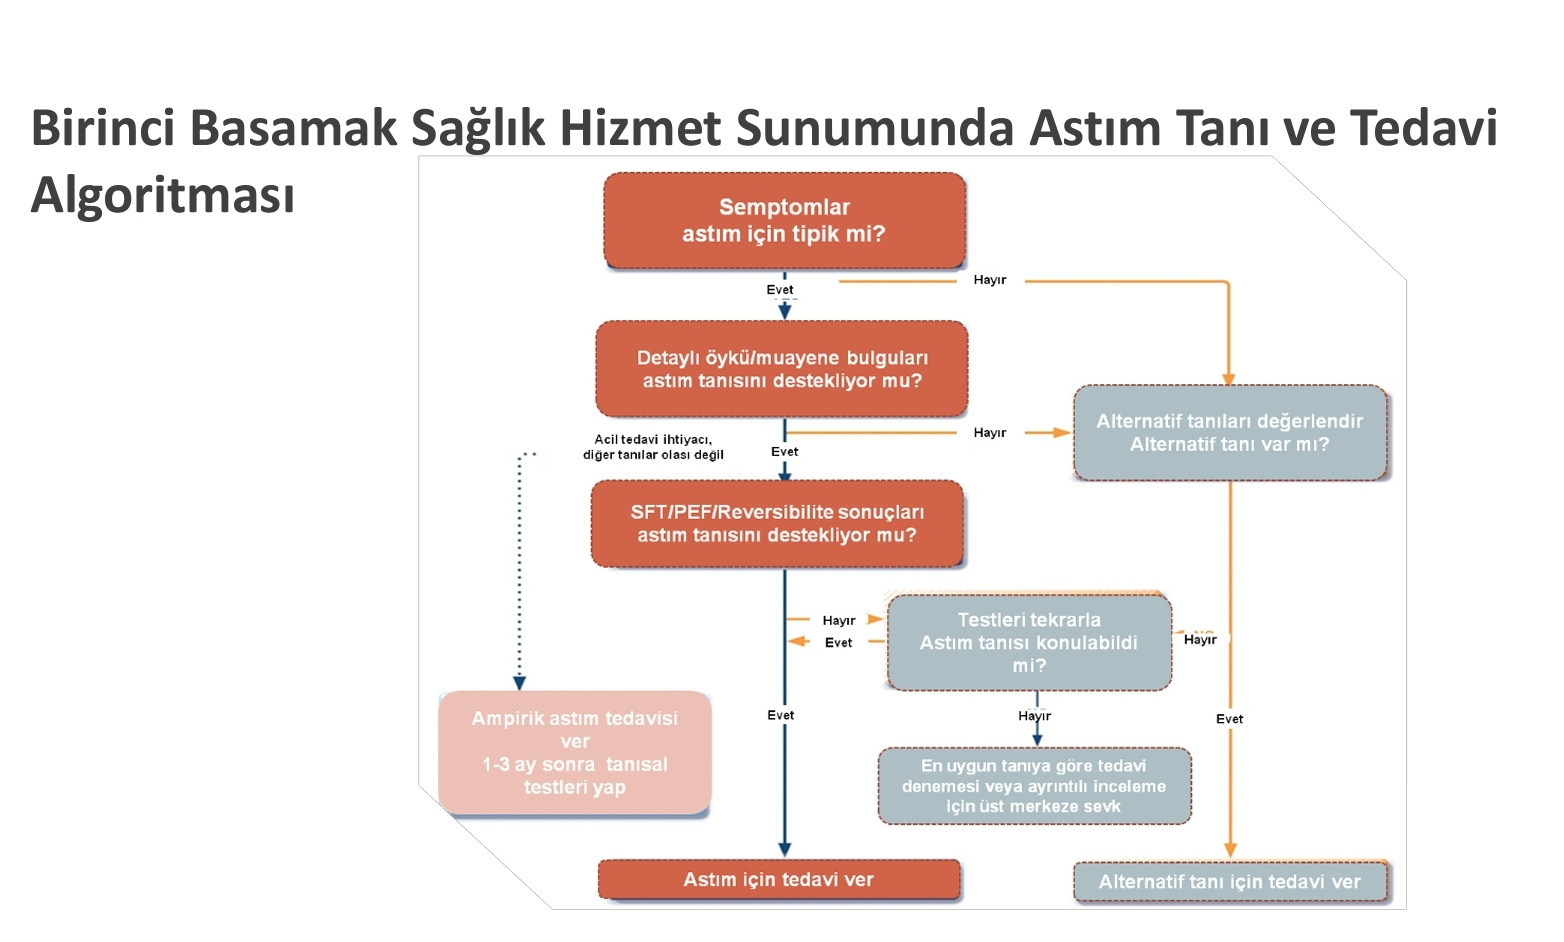 Birinci Basamak Sağlık Hizmet Sunumunda Astım Tanı ve Tedavi
Algoritması
Semptomlar
astım için tipik mi?
Hayır
Evet
Detaylı öykü/muayene bulguları
astım tanısını destekliyor mu?
Alternatif tanıları değerlendir
Alternatif tanı var mı?
Hayır
Acil tedavi ihtiyacı,
diğer tanılar olası değil
Evet
SFT/PEF/Reversibilite sonuçları
astım tanısını destekliyor mu?
Hayır
Evet
Testleri tekrarla
Astım tanısı konulabildi
mi?
Hayır
Evet
Hayır
Evet
Ampirik astım tedavisi
ver
1-3 ay sonra tanısal
testleri yap
En uygun tanıya göre tedavi
denemesi veya ayrıntılı inceleme
için üst merkeze sevk
Astım için tedavi ver
Alternatif tanı için tedavi ver